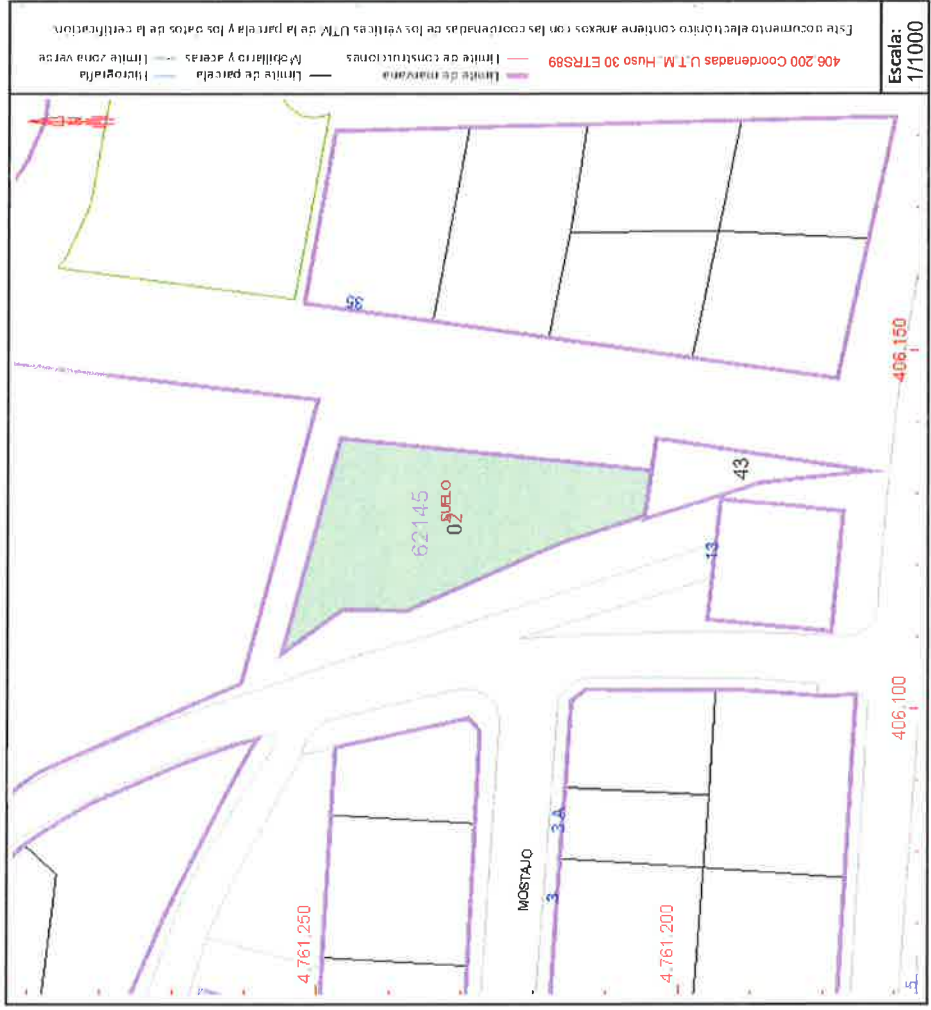 Este documento electrónico contiene anexos con las coordenadas de los vértices UTM de la parcela y los datos de la certificación.
406.200 Coordenadas U.T.M. Huso 30 ETRS89
Límite de manzana
Límite de construcciones
Límite de parcela
Mobiliario y aceras
Hidrografía
Límite zona verde
Escala:
1/1000
35
406.150
62145
SUELO
02
43
13
406.100
4.761.250
MOSTAJO
3
3.A
4.761.200
5